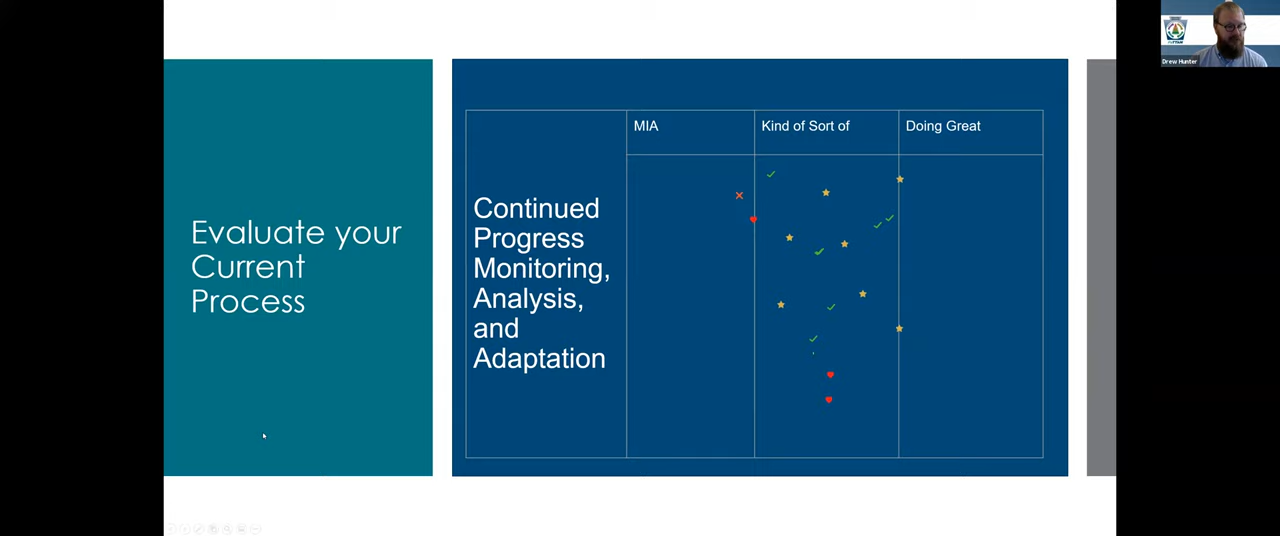 Evaluate your
Current
Process
MIA
Kind of Sort of
Doing Great
Continued
Progress
Monitoring,
Analysis,
and
Adaptation
Drew Hunter